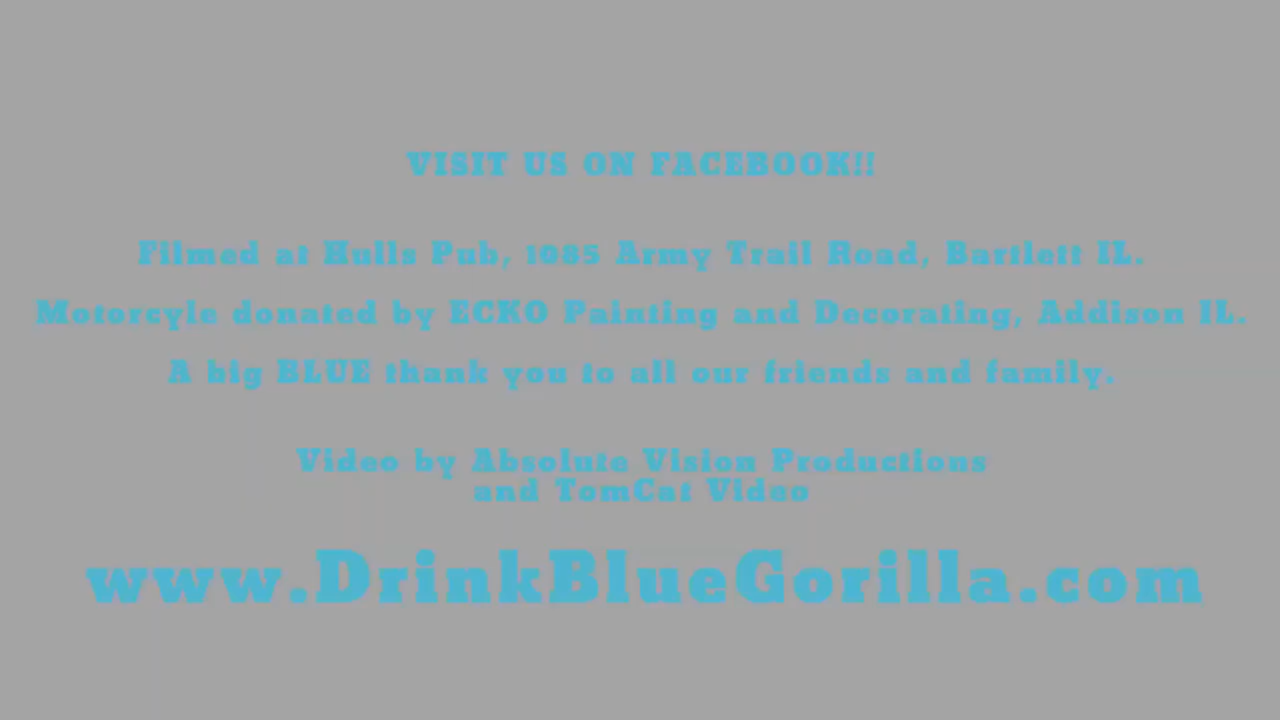 VISIT US ON FACEBOOK!!
Filmed at Hulls Pub, 1085 Army Trail Road, Bartlett IL.
Motorcyle donated by ECKO Painting and Decorating, Addison IL.
A big BLUE thank you to all our friends and family.
Video by Absolute Vision Productions
and TomCat Video
www.DrinkBlueGorilla.com